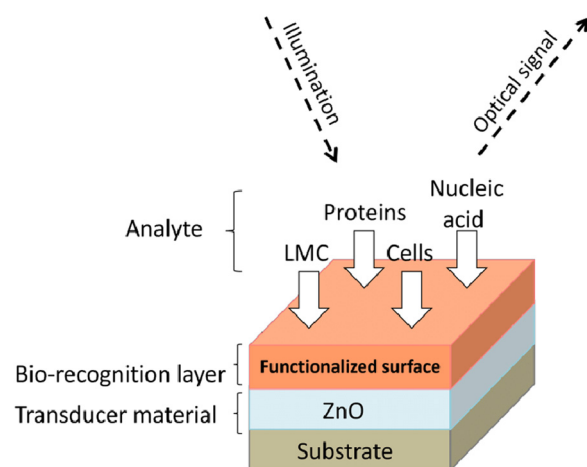 Illumination
Optical signal
Nucleic
acid
Proteins
Analyte
LMC
Cells
Functionalized surface
Bio-recognition layer
ZnO
Transducer material
Substrate